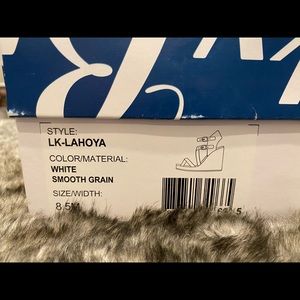 STYLE:
LK-LAHOYA
COLOR/MATERIAL:
WHITE
SMOOTH GRAIN
SIZE/WIDTH:
8.5M